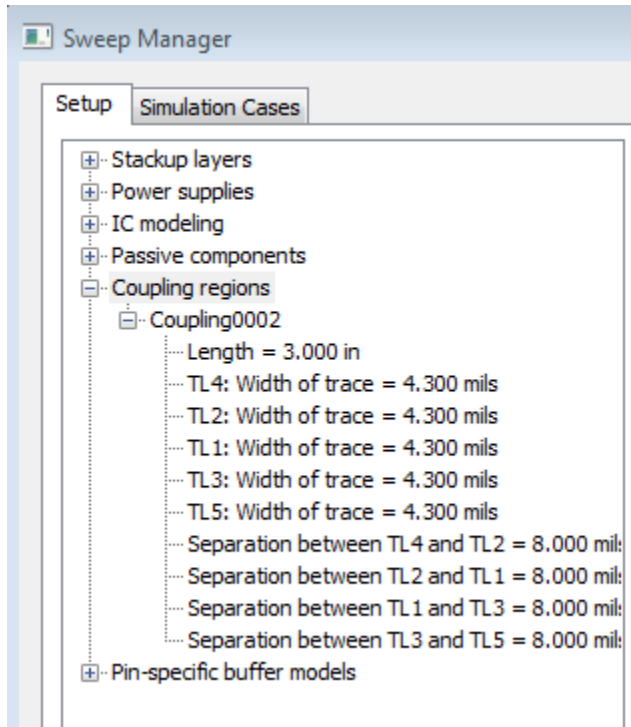 Sweep Manager
Setup
Simulation Cases
Stackup layers
Power supplies
IC modeling
Passive components
Coupling regions
Coupling0002
Length = 3.000 in
TL4: Width of trace = 4.300 mils
TL2: Width of trace = 4.300 mils
TL1: Width of trace = 4.300 mils
TL3: Width of trace = 4.300 mils
TL5: Width of trace = 4.300 mils
Separation between TL4 and TL2 = 8.000 mil
Separation between TL2 and TL1 = 8.000 mil
Separation between TL1 and TL3 = 8.000 mil
Separation between TL3 and TL5 = 8.000 mil
Pin-specific buffer models